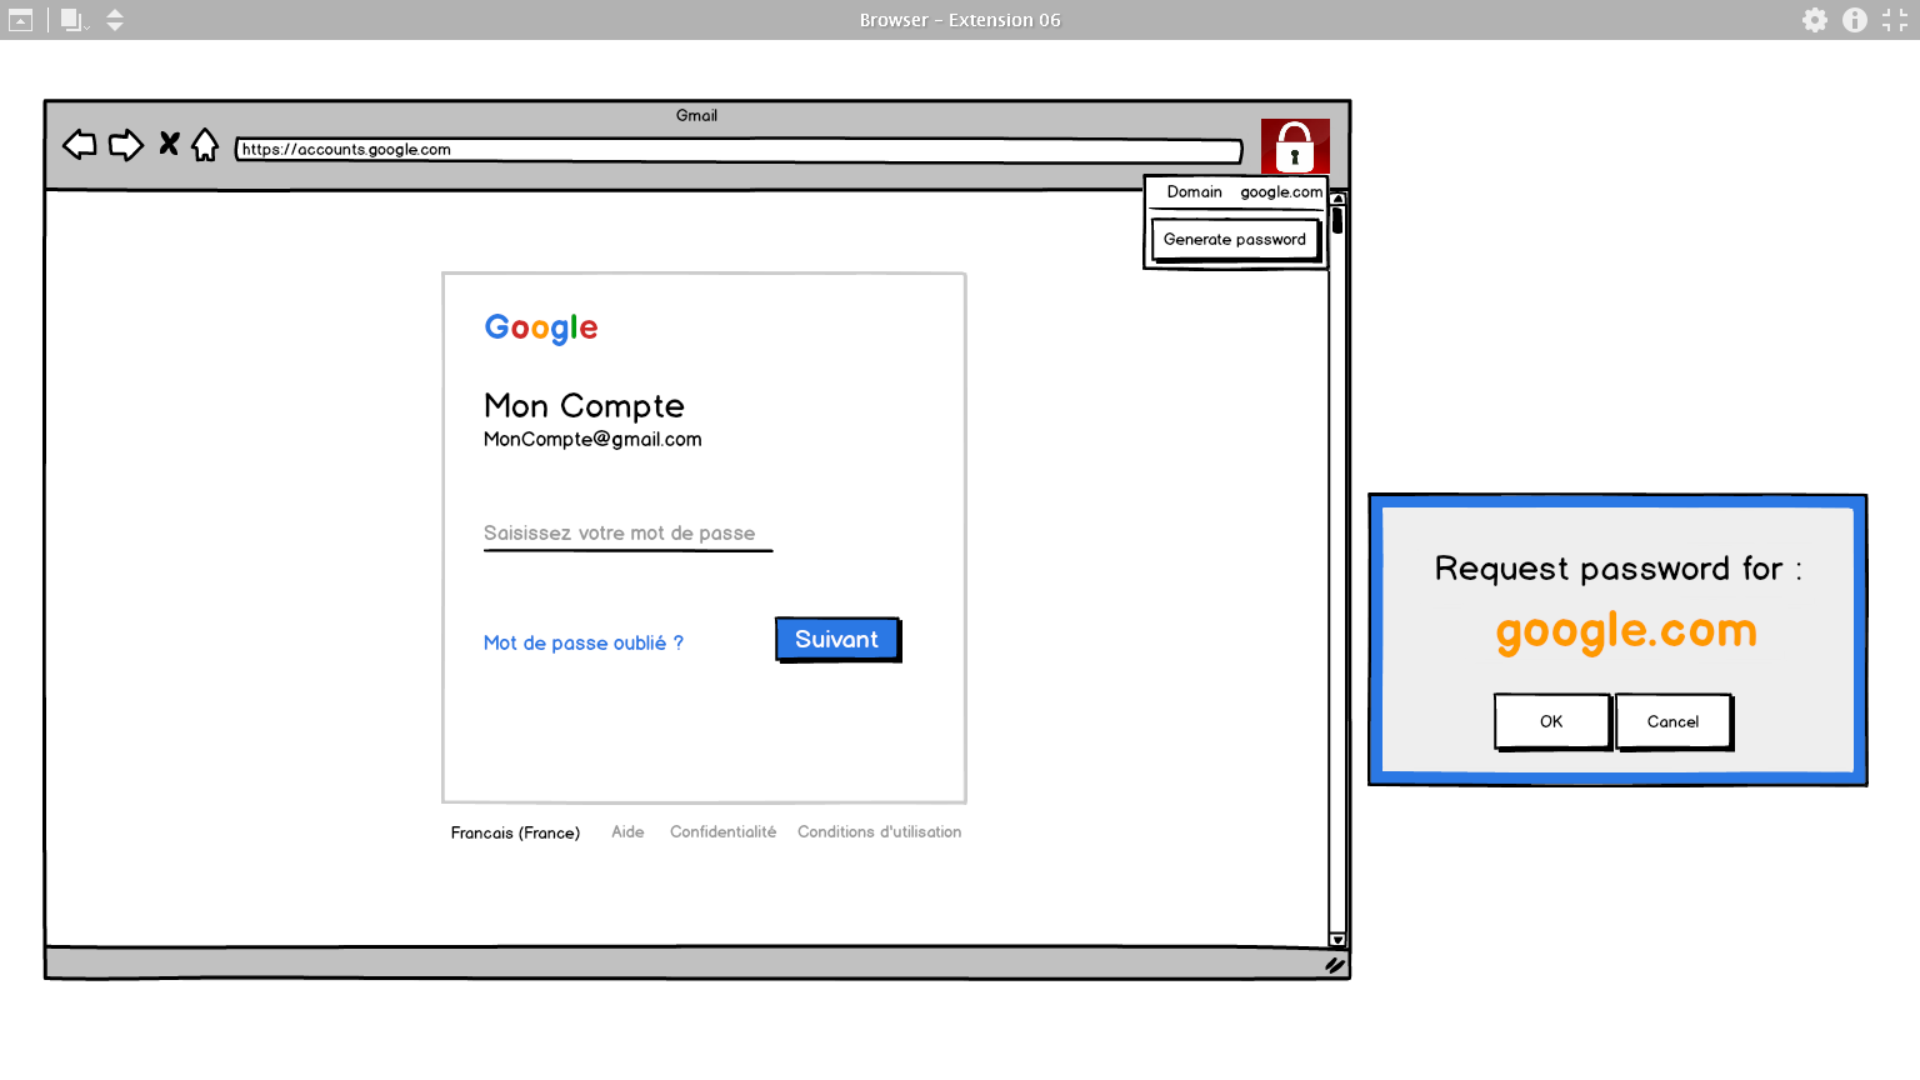 Browser - Extension 06
Gmail
https://accounts.google.com
Domain google.com
Generate password
Google
Mon Compte
MonCompte@gmail.com
Saisissez votre mot de passe
Mot de passe oublié ?
Suivant
Francais (France) Aide Confidentialité Conditions d'utilisation
Request password for :
google.com
OK Cancel